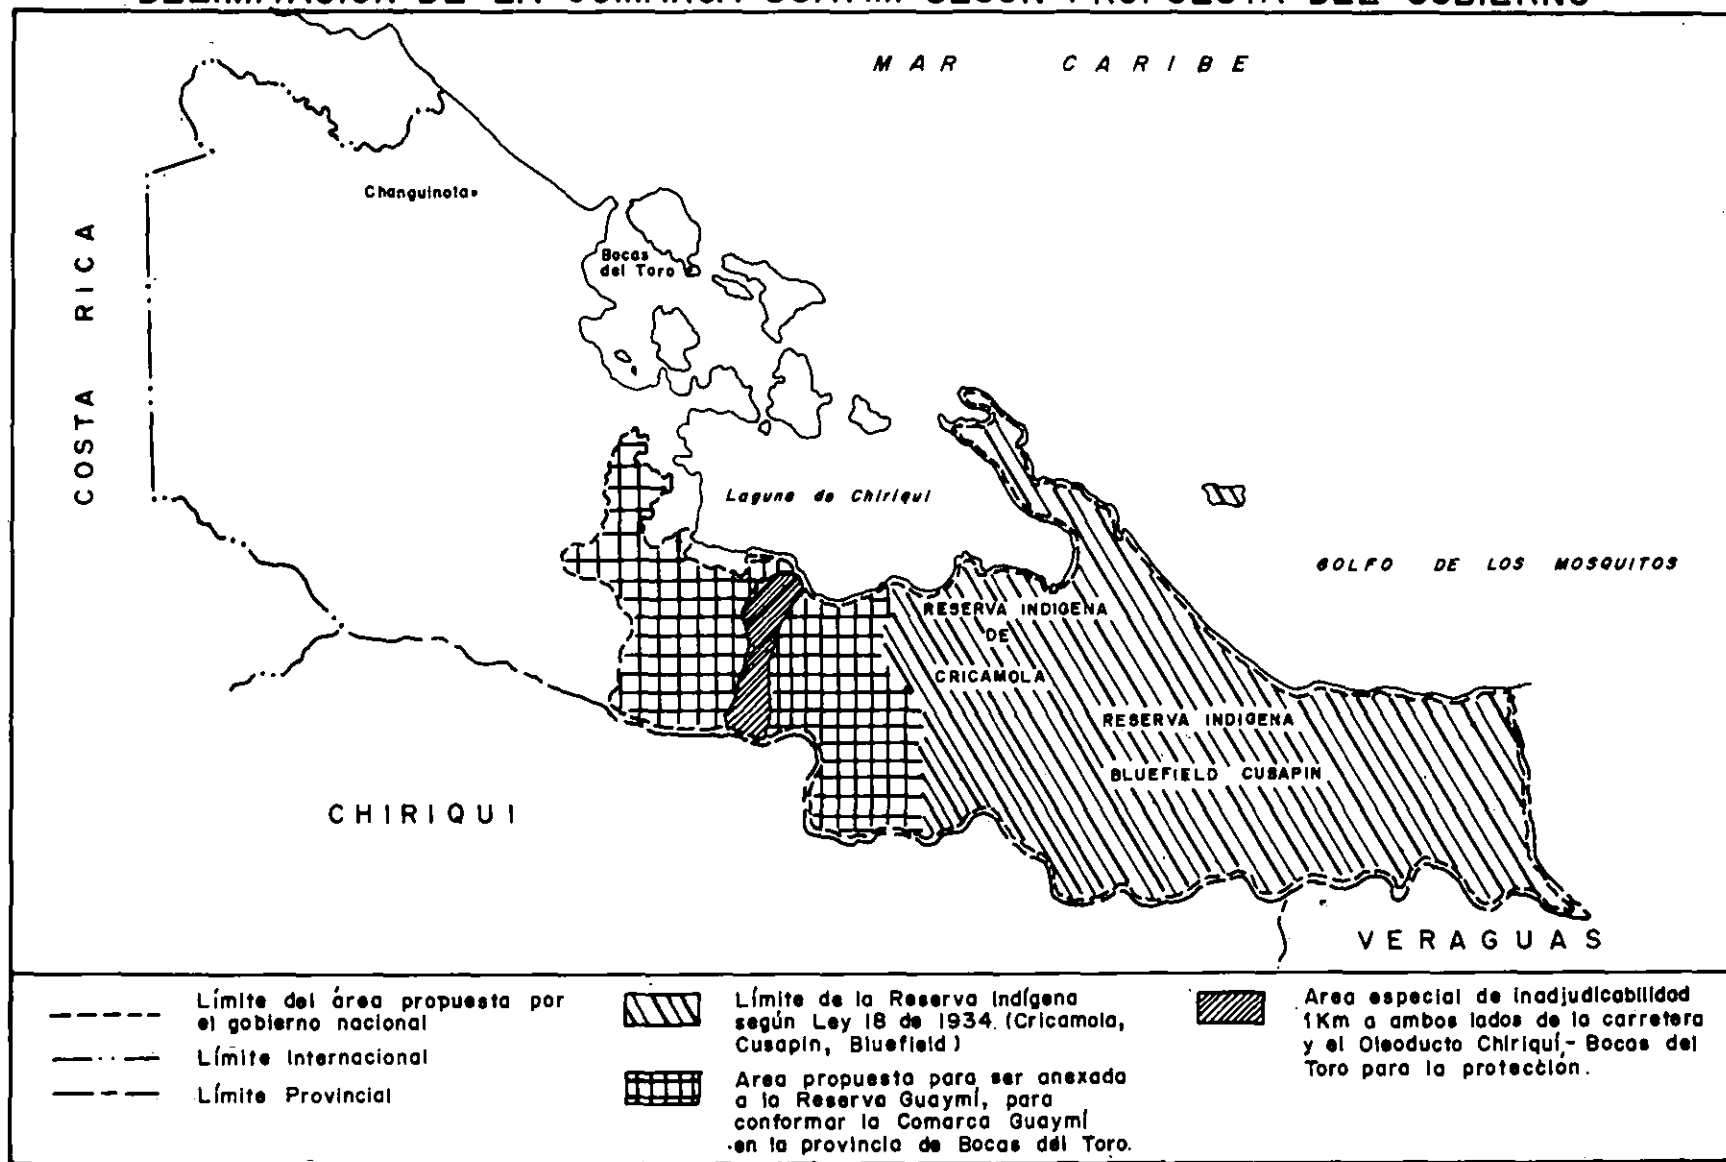 MAR CARIBE
Changuinola
COSTA RICA
Bocas
del Toro
Laguna de Chiriqui
GOLFO DE LOS MOSQUITOS
RESERVA INDIGENA
DE
CRICAMOLA
RESERVA INDIGENA
BLUEFIELD CUSAPIN
CHIRIQUI
VERAGUAS
Límite del área propuesta por
el gobierno nacional
Límite Internacional
Límite Provincial
Límite de la Reserva Indígena
según Ley 18 de 1934. (Cricamola,
Cusapin, Bluefield)
Area propuesta para ser anexada
a la Reserva Guaymí, para
conformar la Comarca Guaymí
en la provincia de Bocas del Toro.
Area especial de inadjudicabilidad
1Km a ambos lados de la carretera
y el Oleoducto Chiriquí,- Bocas del
Toro para la protección.